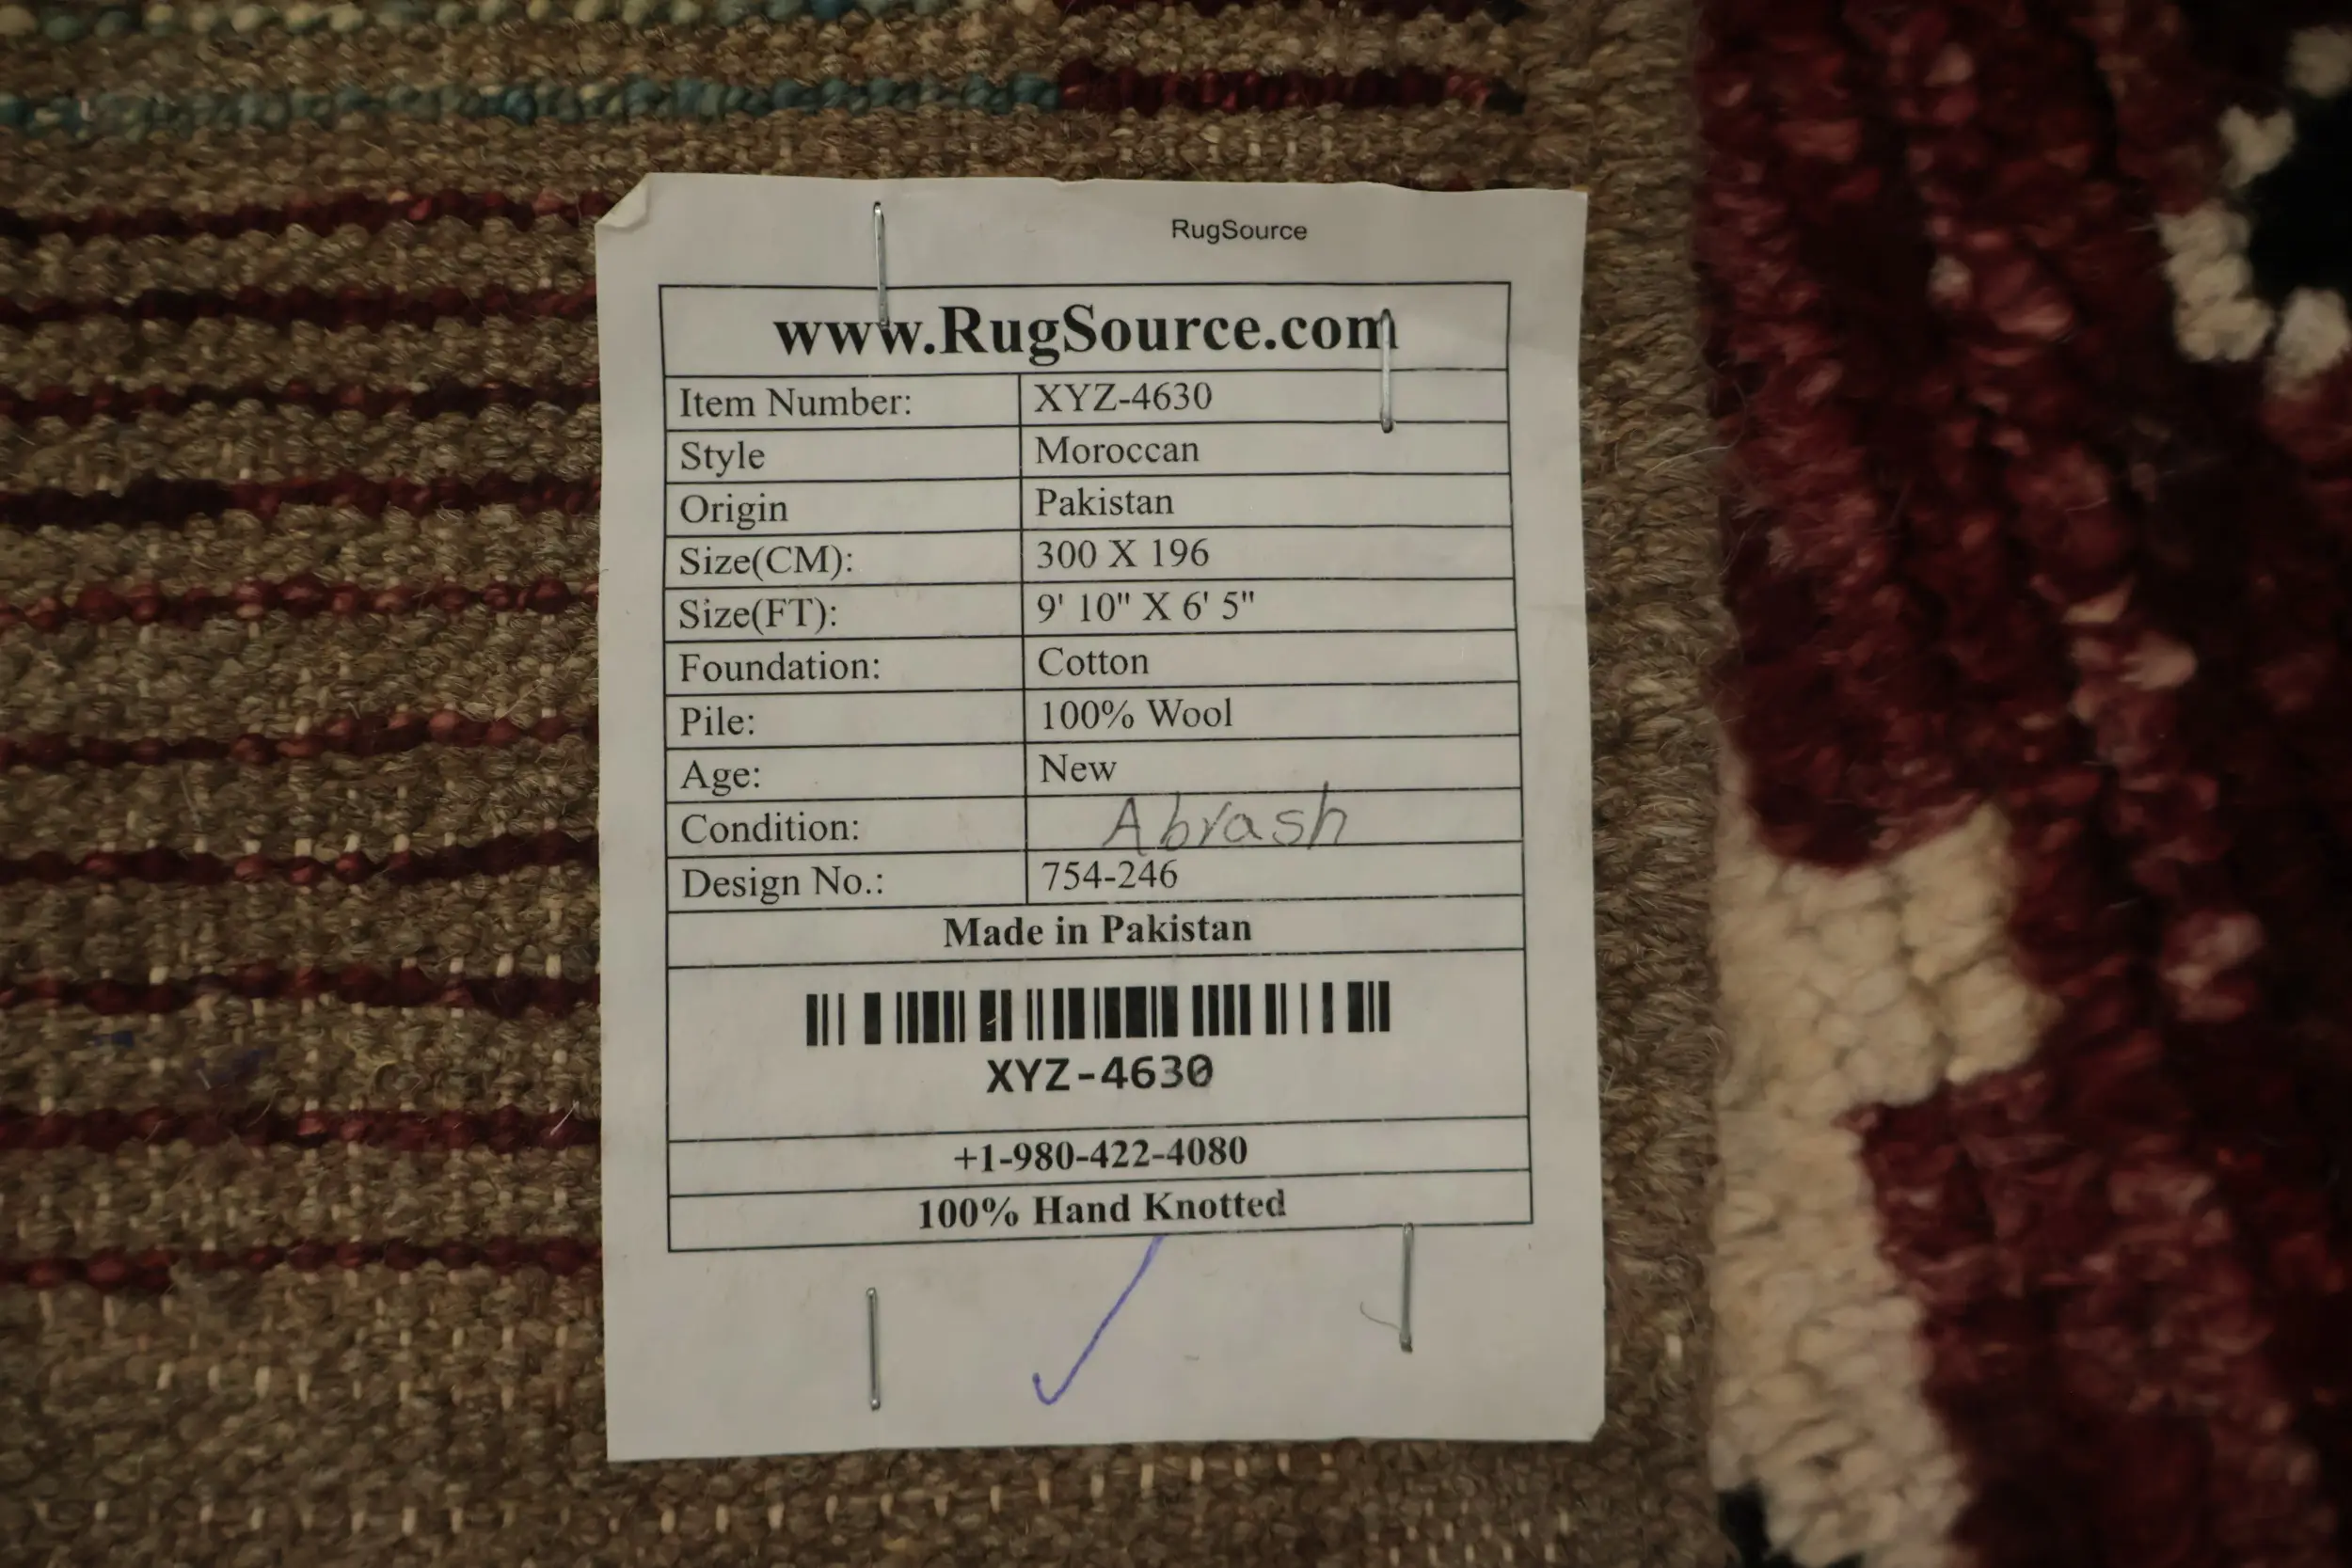 RugSource
www.RugSource.com
Item Number: XYZ-4630
Style Moroccan
Origin Pakistan
Size(CM): 300 X 196
Size(FT): 9' 10" X 6' 5"
Foundation: Cotton
Pile: 100% Wool
Age: New
Condition: Abrash
Design No.: 754-246
Made in Pakistan
XYZ-4630
+1-980-422-4080
100% Hand Knotted